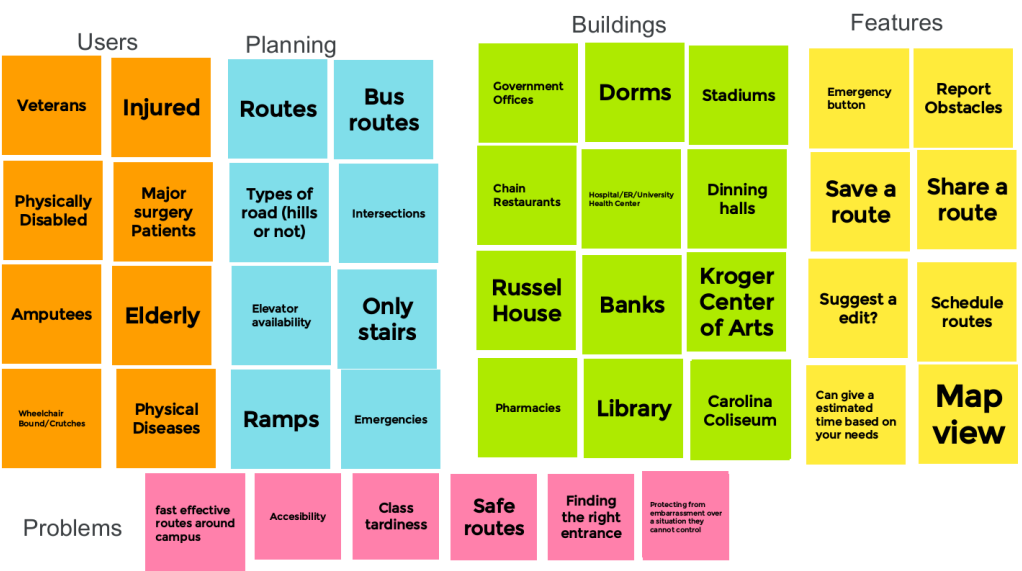 Users
Veterans
Injured
Physically
Disabled
Major
surgery
Patients
Amputees
Elderly
Wheelchair
Bound/Crutches
Physical
Diseases
Planning
Routes
Bus
routes
Types of
road (hills
or not)
Intersections
Elevator
availability
Only
stairs
Ramps
Emergencies
Buildings
Government
Offices
Dorms
Stadiums
Chain
Restaurants
Hospital/ER/University
Health Center
Dinning
halls
Russel
House
Banks
Kroger
Center
of Arts
Pharmacies
Library
Carolina
Coliseum
Features
Emergency
button
Report
Obstacles
Save a
route
Share a
route
Suggest a
edit?
Schedule
routes
Can give a
estimated
time based on
your needs
Map
view
Problems
fast effective
routes around
campus
Accesibility
Class
tardiness
Safe
routes
Finding
the right
entrance
Protecting from
embarrassment over
a situation they
cannot control